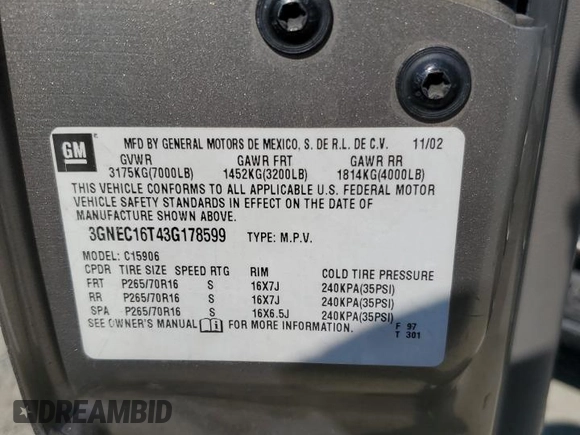 GM
MFD BY GENERAL MOTORS DE MEXICO, S. DE R.L. DE C.V. 11/02
GVWR GAWR FRT GAWR RR
3175KG(7000LB) 1452KG(3200LB) 1814KG(4000LB)
THIS VEHICLE CONFORMS TO ALL APPLICABLE U.S. FEDERAL MOTOR
VEHICLE SAFETY STANDARDS IN EFFECT ON THE DATE OF
MANUFACTURE SHOWN ABOVE.
3GNEC16T43G178599 TYPE: M.P.V.
MODEL: C15906
CPDR TIRE SIZE SPEED RTG RIM COLD TIRE PRESSURE
FRT P265/70R16 S 16X7J 240KPA(35PSI)
RR P265/70R16 S 16X7J 240KPA(35PSI)
SPA P265/70R16 S 16X6.5J 240KPA(35PSI)
SEE OWNER'S MANUAL FOR MORE INFORMATION. F 97
T 301
DREAMBID